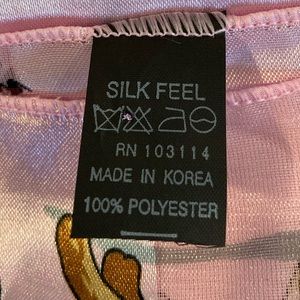 SILK FEEL
RN 103114
MADE IN KOREA
100% POLYESTER